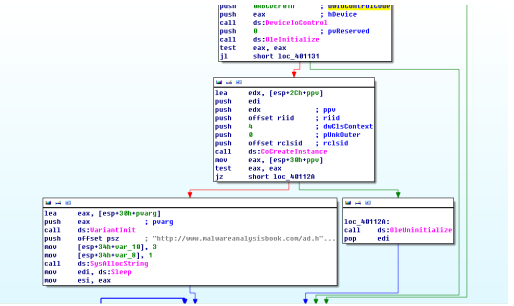 push 0ABCDEF01h ; dwIoControlCode
push eax ; hDevice
call ds:DeviceIoControl
push 0 ; pvReserved
call ds:OleInitialize
test eax, eax
jl short loc_401131
lea edx, [esp+2Ch+ppv]
push edi
push edx ; ppv
push offset riid ; riid
push 4 ; dwClsContext
push 0 ; pUnkOuter
push offset rclsid ; rclsid
call ds:CoCreateInstance
mov eax, [esp+30h+ppv]
test eax, eax
jz short loc_40112A
lea eax, [esp+30h+pvarg]
push eax ; pvarg
call ds:VariantInit
push offset psz ; "http://www.malwareanalysisbook.com/ad.h"...
mov [esp+34h+var_10], 3
mov [esp+34h+var_8], 1
call ds:SysAllocString
mov edi, ds:Sleep
mov esi, eax
loc_40112A:
call ds:OleUninitialize
pop edi